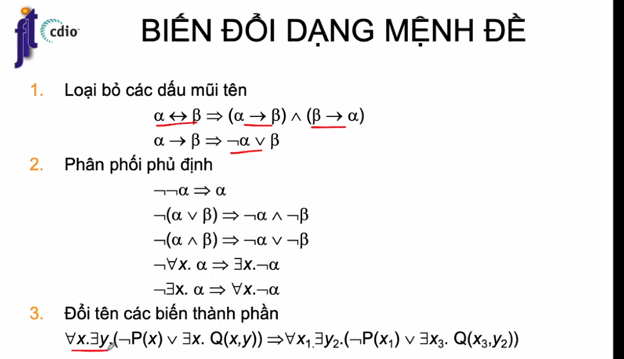 fit
cdio
BIẾN ĐỔI DẠNG MỆNH ĐỀ
1. Loại bỏ các dấu mũi tên
α ↔ β ⇒ (α → β) ∧ (β → α)
α → β ⇒ ¬α ∨ β
2. Phân phối phủ định
¬¬α ⇒ α
¬(α ∨ β) ⇒ ¬α ∧ ¬β
¬(α ∧ β) ⇒ ¬α ∨ ¬β
¬∀x. α ⇒ ∃x.¬α
¬∃x. α ⇒ ∀x.¬α
3. Đổi tên các biến thành phần
∀x.∃y.(¬P(x) ∨ ∃x. Q(x,y)) ⇒ ∀x₁.∃y₂.(¬P(x₁) ∨ ∃x₃. Q(x₃,y₂))